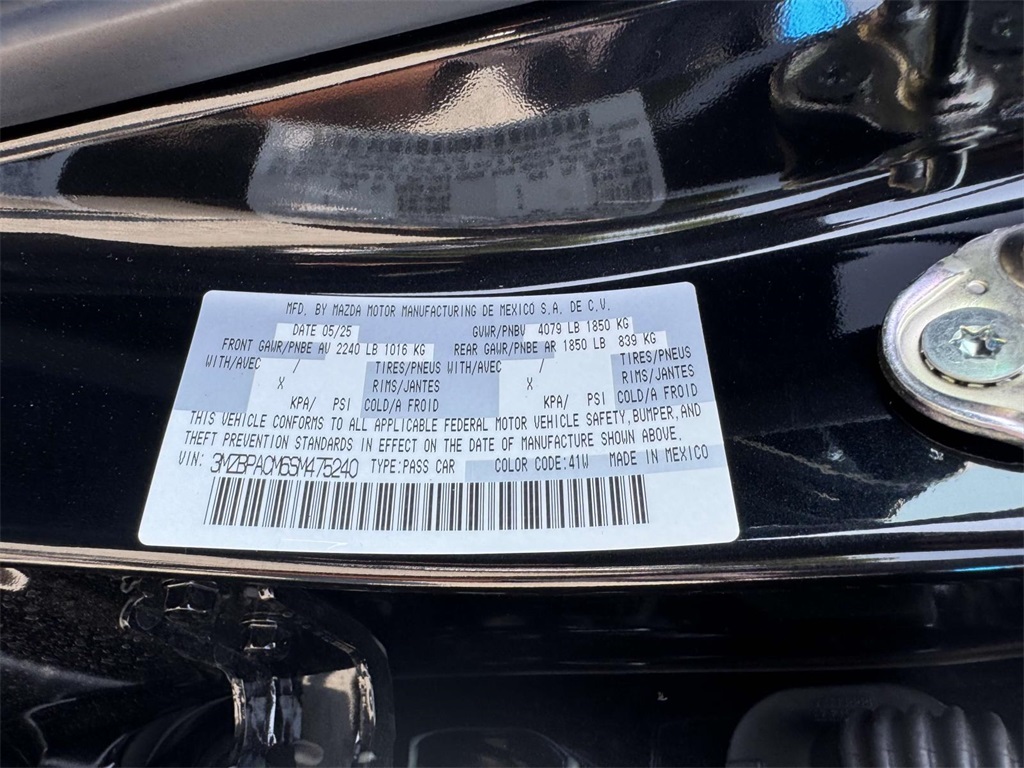 MFD. BY MAZDA MOTOR MANUFACTURING DE MEXICO S.A. DE C.V.
DATE 05/25 GVWR/PNBV 4079 LB 1850 KG
FRONT GAWR/PNBE AV 2240 LB 1016 KG REAR GAWR/PNBE AR 1850 LB 839 KG
WITH/AVEC / TIRES/PNEUS WITH/AVEC / TIRES/PNEUS
X RIMS/JANTES X RIMS/JANTES
KPA/ PSI COLD/A FROID KPA/ PSI COLD/A FROID
THIS VEHICLE CONFORMS TO ALL APPLICABLE FEDERAL MOTOR VEHICLE SAFETY, BUMPER, AND
THEFT PREVENTION STANDARDS IN EFFECT ON THE DATE OF MANUFACTURE SHOWN ABOVE.
VIN: 3MZBPACM6SM475240 TYPE:PASS CAR COLOR CODE:41W MADE IN MEXICO